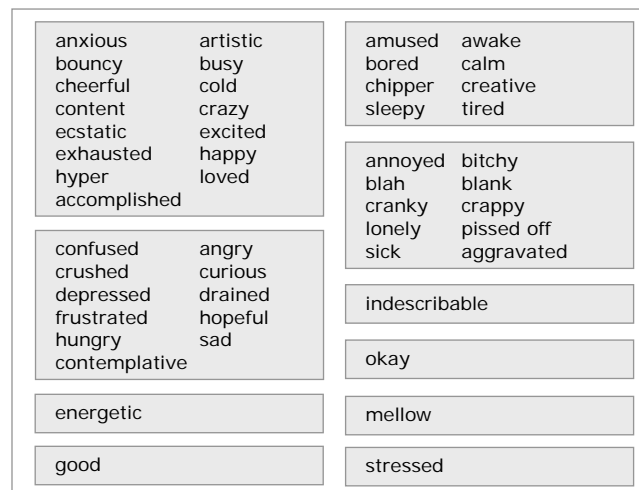 anxious artistic
bouncy busy
cheerful cold
content crazy
ecstatic excited
exhausted happy
hyper loved
accomplished
confused angry
crushed curious
depressed drained
frustrated hopeful
hungry sad
contemplative
energetic
good
amused awake
bored calm
chipper creative
sleepy tired
annoyed bitchy
blah blank
cranky crappy
lonely pissed off
sick aggravated
indescribable
okay
mellow
stressed